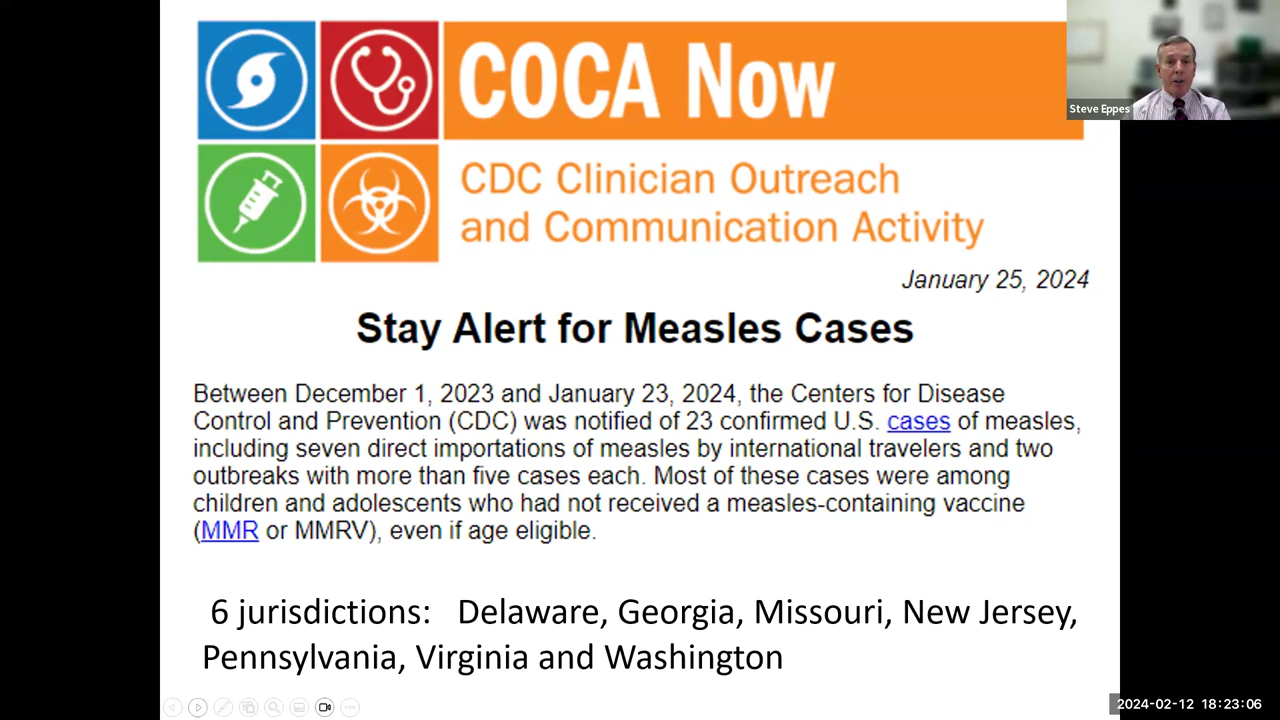 COCA Now
Steve Eppes
CDC Clinician Outreach
and Communication Activity
January 25, 2024
Stay Alert for Measles Cases
Between December 1, 2023 and January 23, 2024, the Centers for Disease
Control and Prevention (CDC) was notified of 23 confirmed U.S. cases of measles,
including seven direct importations of measles by international travelers and two
outbreaks with more than five cases each. Most of these cases were among
children and adolescents who had not received a measles-containing vaccine
(MMR or MMRV), even if age eligible.
6 jurisdictions: Delaware, Georgia, Missouri, New Jersey,
Pennsylvania, Virginia and Washington
2024-02-12 18:23:06